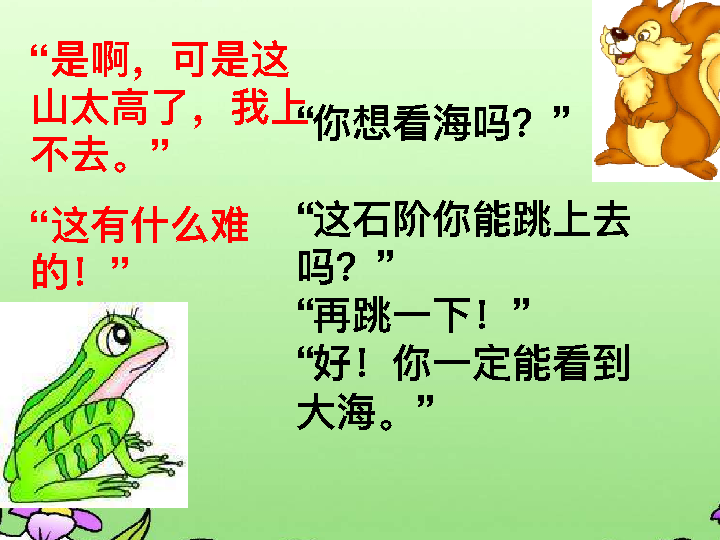 “是啊，可是这
山太高了，我上
不去。”
“这有什么难
的！”
“你想看海吗？”
“这石阶你能跳上去
吗？”
“再跳一下！”
“好！你一定能看到
大海。”